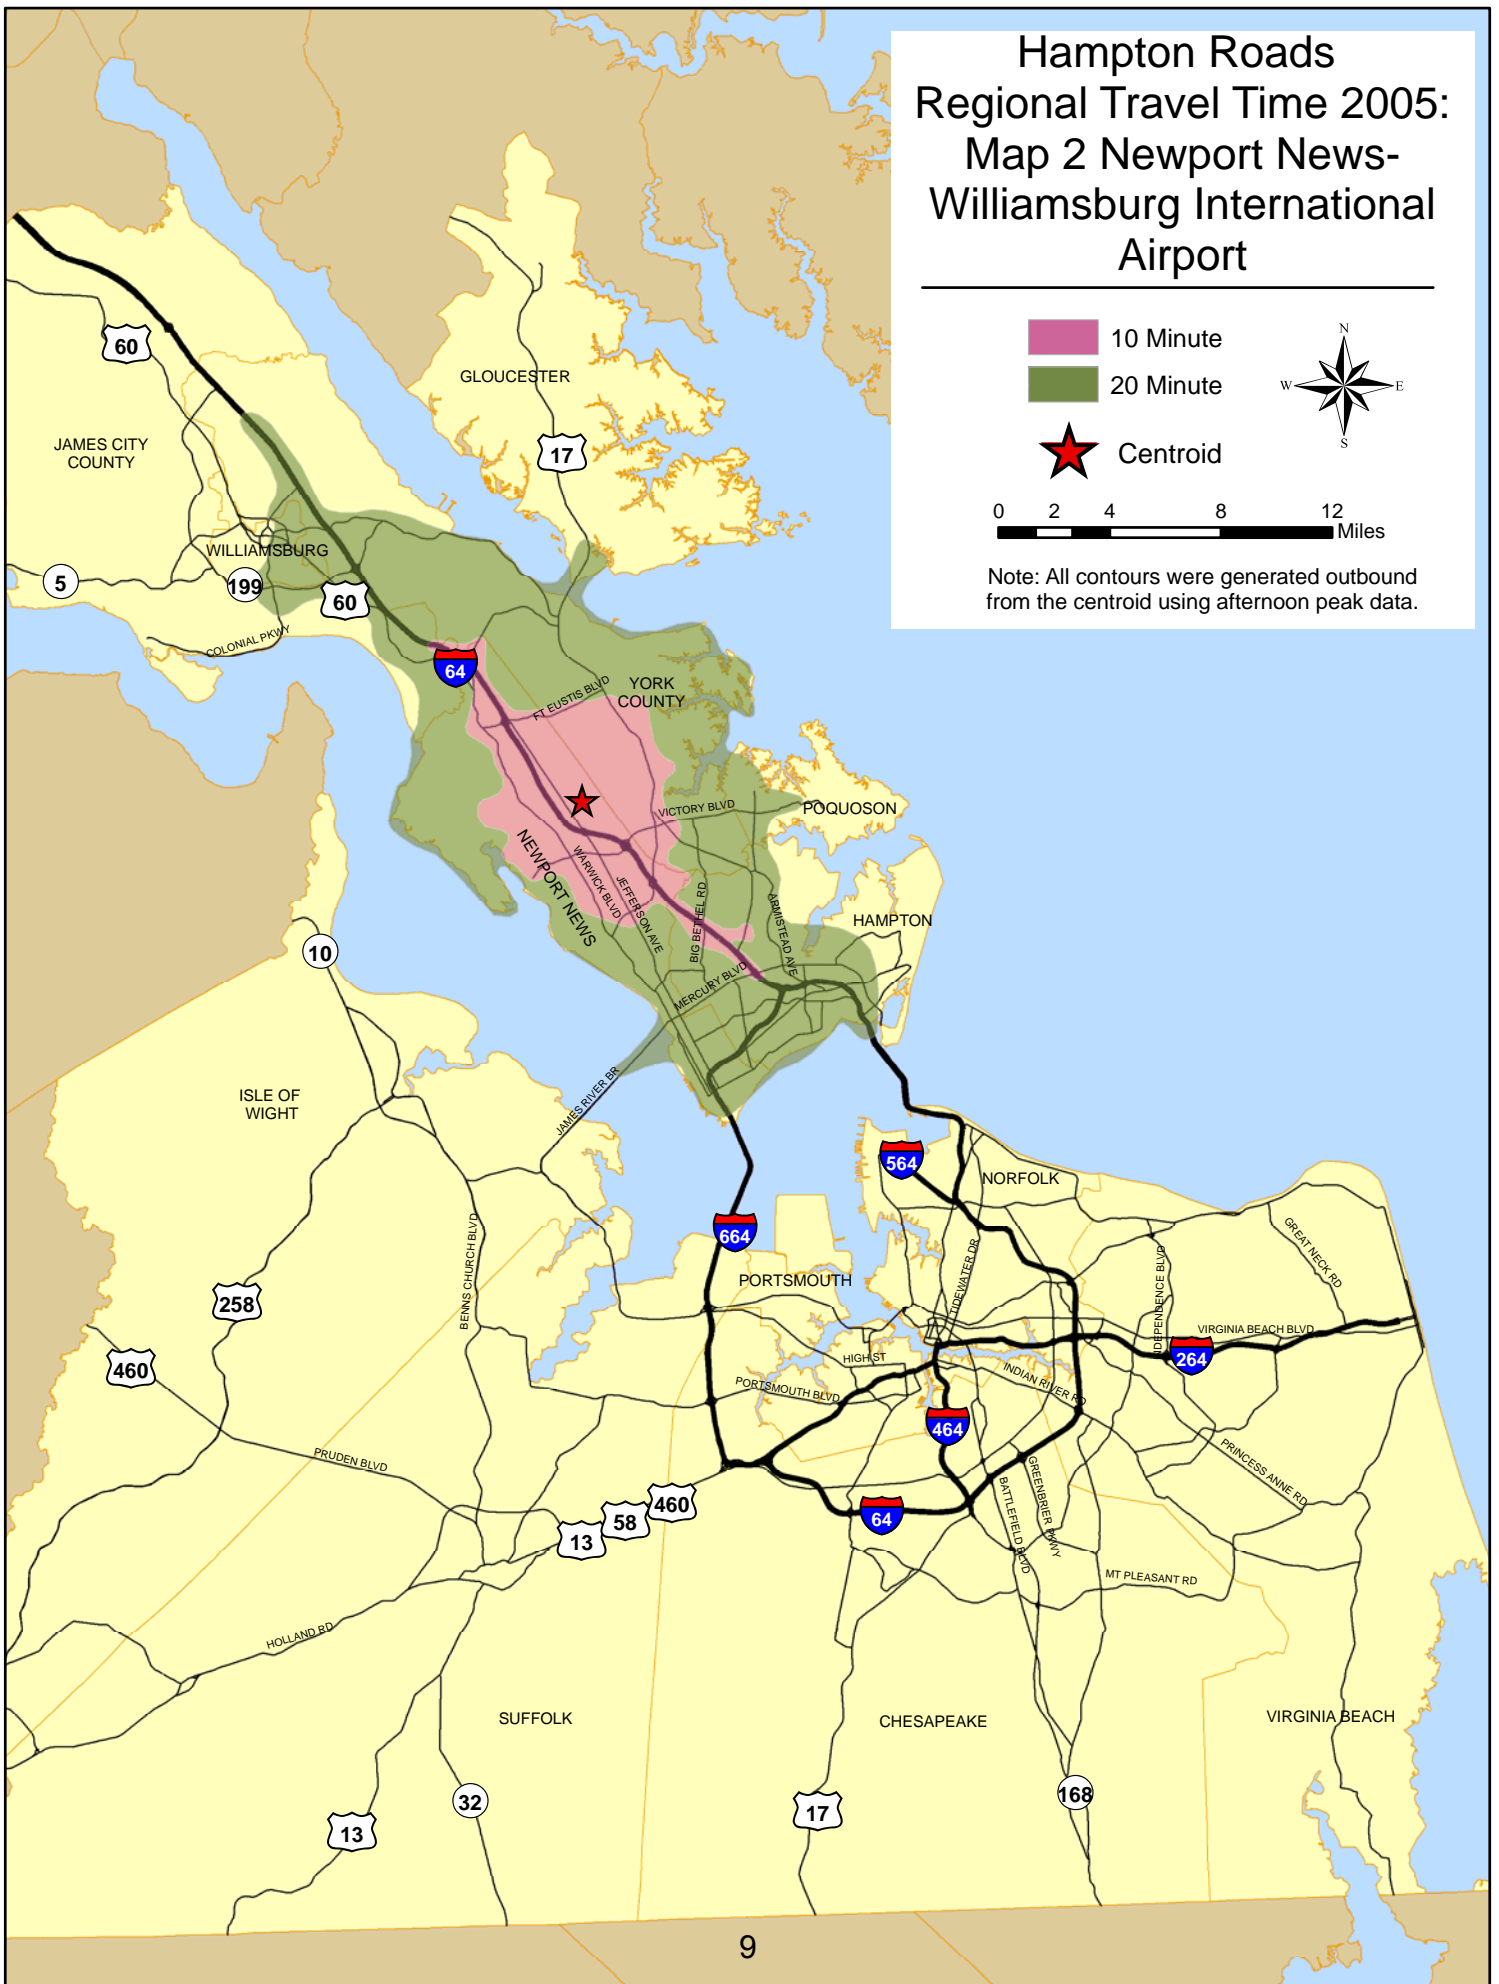 Hampton Roads
Regional Travel Time 2005:
Map 2 Newport News-
Williamsburg International
Airport
10 Minute
20 Minute
Centroid
N
W
E
S
0 2 4 8 12
Miles
Note: All contours were generated outbound
from the centroid using afternoon peak data.
60
GLOUCESTER
JAMES CITY
COUNTY
17
WILLIAMSBURG
5
199
60
COLONIAL PKWY
64
FT EUSTIS BLVD
YORK
COUNTY
VICTORY BLVD
POQUOSON
NEWPORT NEWS
WARWICK BLVD
JEFFERSON AVE
BIG BETHEL RD
ARMISTEAD AVE
HAMPTON
10
MERCURY BLVD
ISLE OF
WIGHT
JAMES RIVER BR
564
NORFOLK
664
BENNS CHURCH BLVD
PORTSMOUTH
TIDEWATER DR
INDEPENDENCE BLVD
GREAT NECK RD
258
VIRGINIA BEACH BLVD
460
HIGH ST
264
PORTSMOUTH BLVD
INDIAN RIVER RD
464
PRUDEN BLVD
PRINCESS ANNE RD
460
58
13
64
BATTLEFIELD BLVD
GREENBRIER PKWY
MT PLEASANT RD
HOLLAND RD
SUFFOLK
CHESAPEAKE
VIRGINIA BEACH
32
13
17
168
9